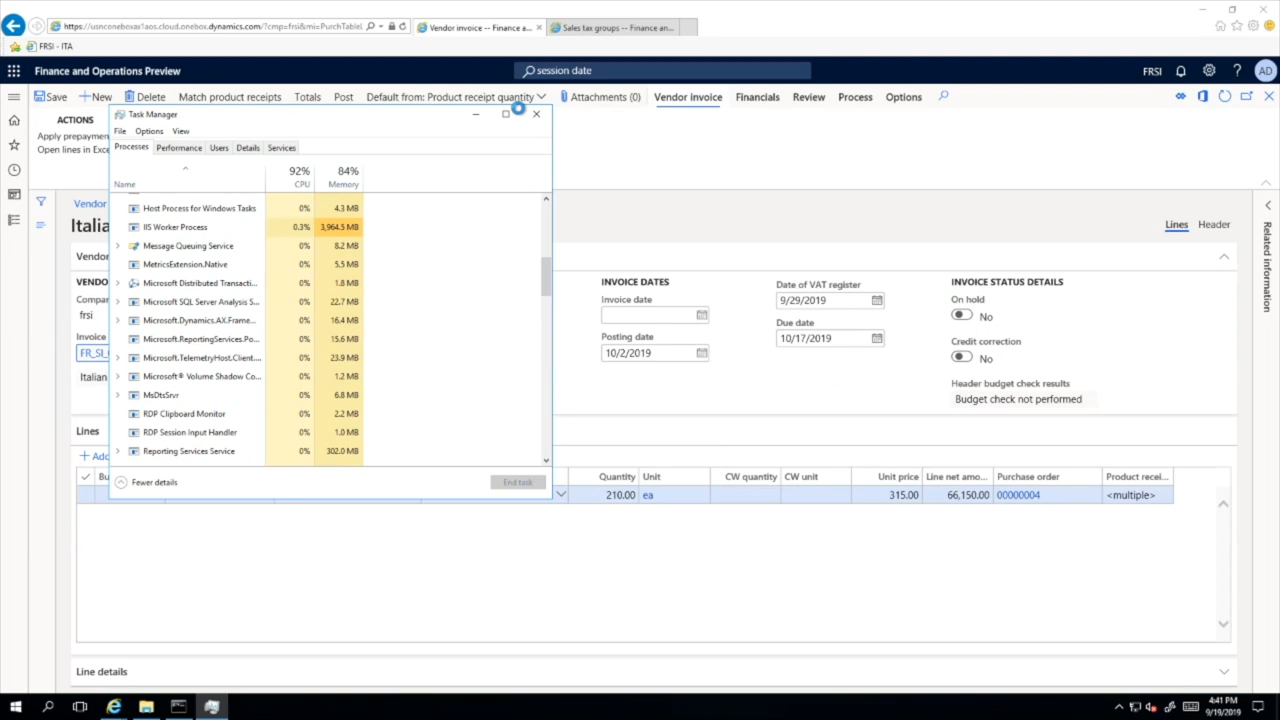 https://usnconeboxax1aos.cloud.onebox.dynamics.com/?cmp=frsi&mi=PurchTableL
Vendor invoice -- Finance a...
Sales tax groups -- Finance an...
FRSI - ITA
Finance and Operations Preview
session date
FRSI
?
AD
Save
New
Delete
Match product receipts
Totals
Post
Default from: Product receipt quantity
Attachments (0)
Vendor invoice
Financials
Review
Process
Options
ACTIONS
Apply prepayment
Open lines in Exce
Task Manager
File Options View
Processes Performance Users Details Services
92% 84%
Name CPU Memory
Host Process for Windows Tasks 0% 4.3 MB
IIS Worker Process 0.3% 3,964.5 MB
Message Queuing Service 0% 8.2 MB
MetricsExtension.Native 0% 5.5 MB
Microsoft Distributed Transacti... 0% 1.8 MB
Microsoft SQL Server Analysis S... 0% 22.7 MB
Microsoft.Dynamics.AX.Frame... 0% 16.4 MB
Microsoft.ReportingServices.Po... 0% 15.6 MB
Microsoft.TelemetryHost.Client.... 0% 23.9 MB
Microsoft® Volume Shadow Co... 0% 1.2 MB
MsDtsSrvr 0% 6.8 MB
RDP Clipboard Monitor 0% 2.2 MB
RDP Session Input Handler 0% 1.0 MB
Reporting Services Service 0% 302.0 MB
Fewer details
End task
Vendor
Italia
Lines Header
Related information
Vendo
VENDO
Compa
frsi
Invoice
FR_SI_
Italian
INVOICE DATES
Invoice date
Posting date
10/2/2019
Date of VAT register
9/29/2019
Due date
10/17/2019
INVOICE STATUS DETAILS
On hold
No
Credit correction
No
Header budget check results
Budget check not performed
Lines
Add
Bu Quantity Unit CW quantity CW unit Unit price Line net amo... Purchase order Product recei...
210.00 ea 315.00 66,150.00 00000004 <multiple>
Line details
4:41 PM
9/19/2019